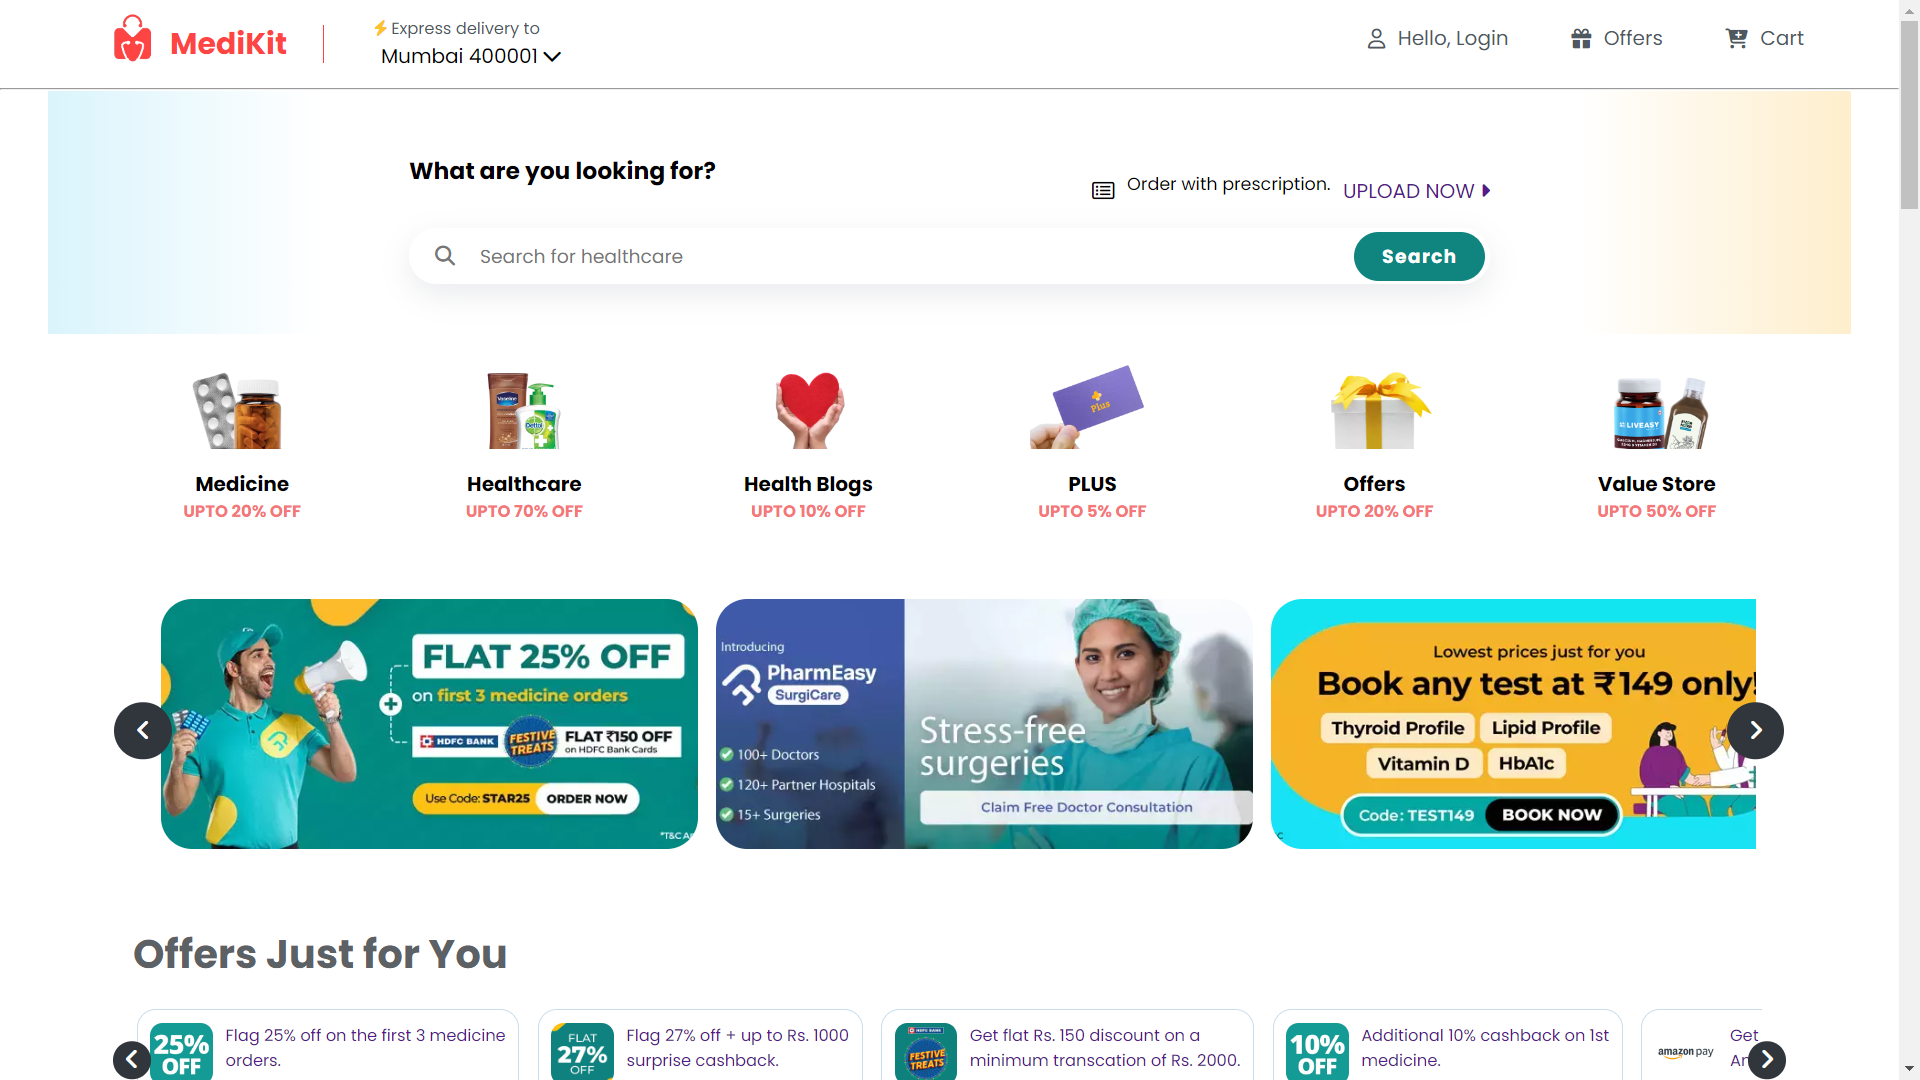 MediKit
Express delivery to
Mumbai 400001
Hello, Login
Offers
Cart
What are you looking for?
Order with prescription.
UPLOAD NOW
Search for healthcare
Search
Vaseline
Dettol
Plus
LIVEASY
Medicine
UPTO 20% OFF
Healthcare
UPTO 70% OFF
Health Blogs
UPTO 10% OFF
PLUS
UPTO 5% OFF
Offers
UPTO 20% OFF
Value Store
UPTO 50% OFF
FLAT 25% OFF
on first 3 medicine orders
HDFC BANK
FESTIVE
TREATS
FLAT ₹150 OFF
on HDFC Bank Cards
Use Code: STAR25
ORDER NOW
*T&C A
Introducing
PharmEasy
SurgiCare
100+ Doctors
120+ Partner Hospitals
15+ Surgeries
Stress-free
surgeries
Claim Free Doctor Consultation
Lowest prices just for you
Book any test at ₹149 only!
Thyroid Profile
Lipid Profile
Vitamin D
HbA1c
Code: TEST149
BOOK NOW
C
Offers Just for You
25%
OFF
Flag 25% off on the first 3 medicine
orders.
FLAT
27%
OFF
Flag 27% off + up to Rs. 1000
surprise cashback.
HDFC BANK
FESTIVE
TREATS
Get flat Rs. 150 discount on a
minimum transcation of Rs. 2000.
10%
OFF
Additional 10% cashback on 1st
medicine.
amazon pay
Get